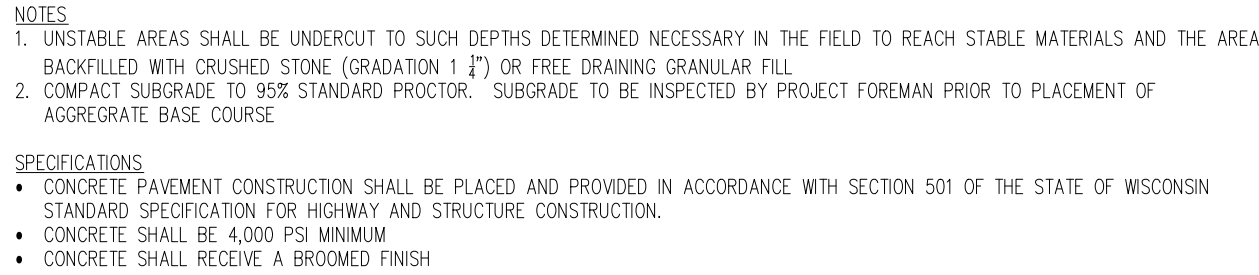 NOTES
1. UNSTABLE AREAS SHALL BE UNDERCUT TO SUCH DEPTHS DETERMINED NECESSARY IN THE FIELD TO REACH STABLE MATERIALS AND THE AREA
BACKFILLED WITH CRUSHED STONE (GRADATION 1 1/4") OR FREE DRAINING GRANULAR FILL
2. COMPACT SUBGRADE TO 95% STANDARD PROCTOR. SUBGRADE TO BE INSPECTED BY PROJECT FOREMAN PRIOR TO PLACEMENT OF
AGGREGRATE BASE COURSE
SPECIFICATIONS
• CONCRETE PAVEMENT CONSTRUCTION SHALL BE PLACED AND PROVIDED IN ACCORDANCE WITH SECTION 501 OF THE STATE OF WISCONSIN
STANDARD SPECIFICATION FOR HIGHWAY AND STRUCTURE CONSTRUCTION.
• CONCRETE SHALL BE 4,000 PSI MINIMUM
• CONCRETE SHALL RECEIVE A BROOMED FINISH